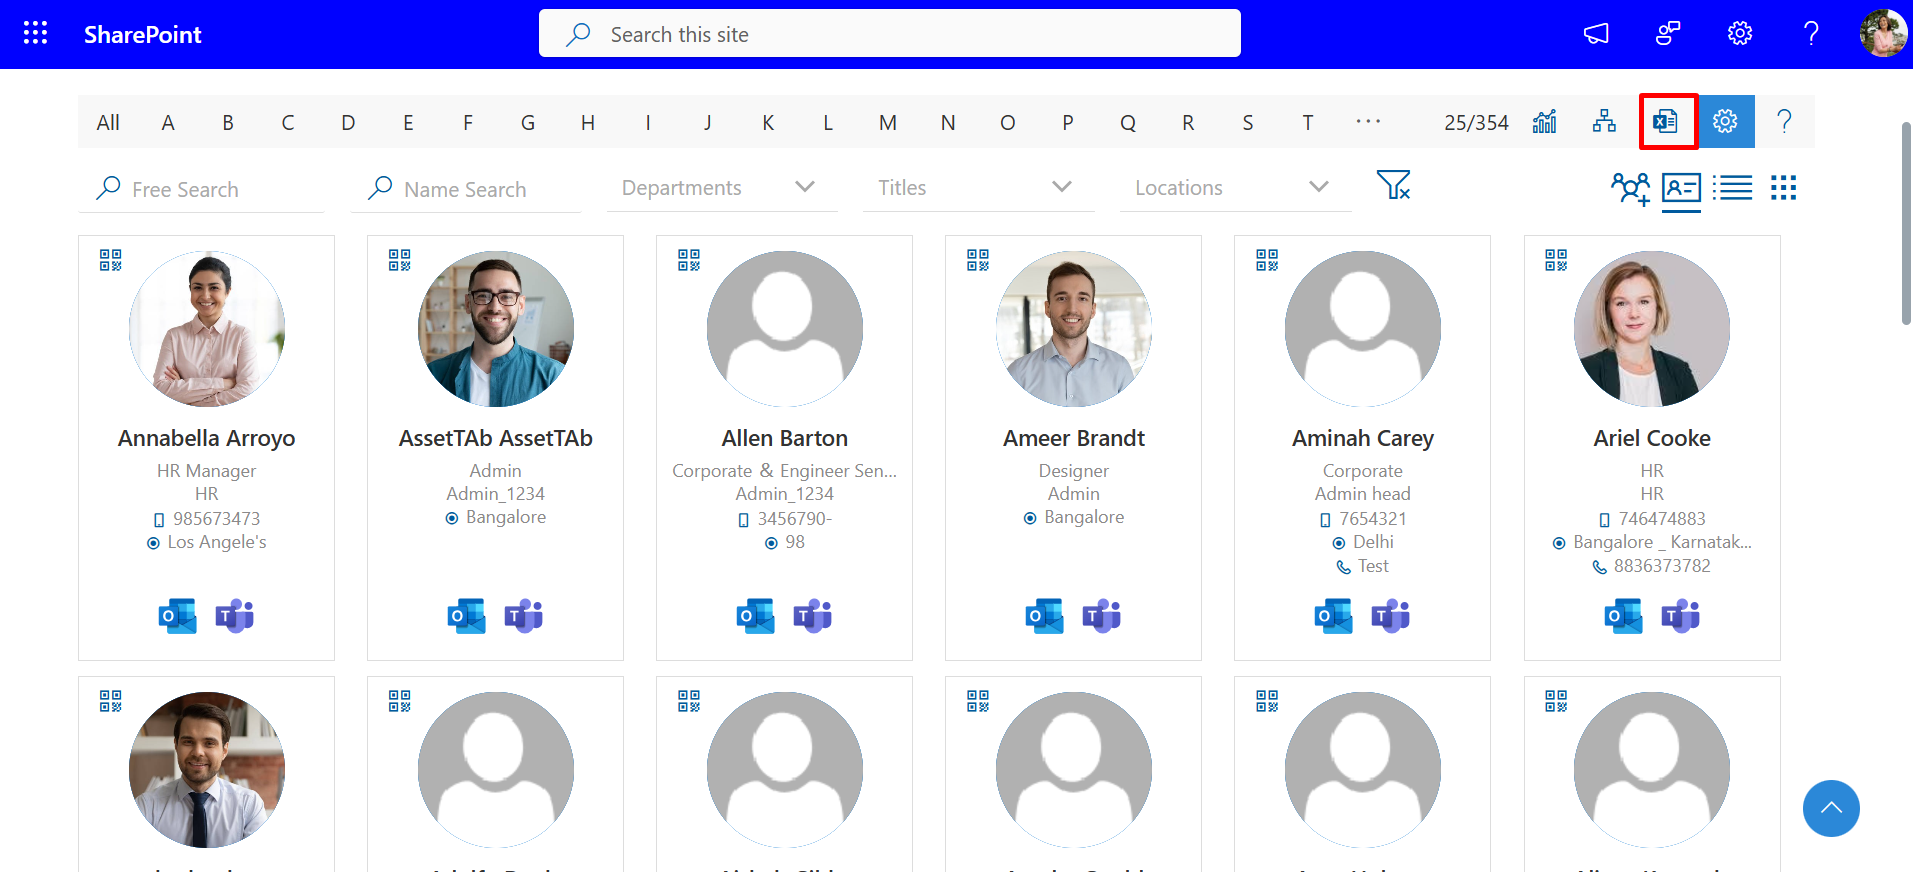 SharePoint
Search this site
All A B C D E F G H I J K L M N O P Q R S T ··· 25/354
Free Search Name Search Departments Titles Locations
Annabella Arroyo
HR Manager
HR
985673473
Los Angele's
AssetTAb AssetTAb
Admin
Admin_1234
Bangalore
Allen Barton
Corporate & Engineer Sen...
Admin_1234
3456790-
98
Ameer Brandt
Designer
Admin
Bangalore
Aminah Carey
Corporate
Admin head
7654321
Delhi
Test
Ariel Cooke
HR
HR
746474883
Bangalore _ Karnatak...
8836373782